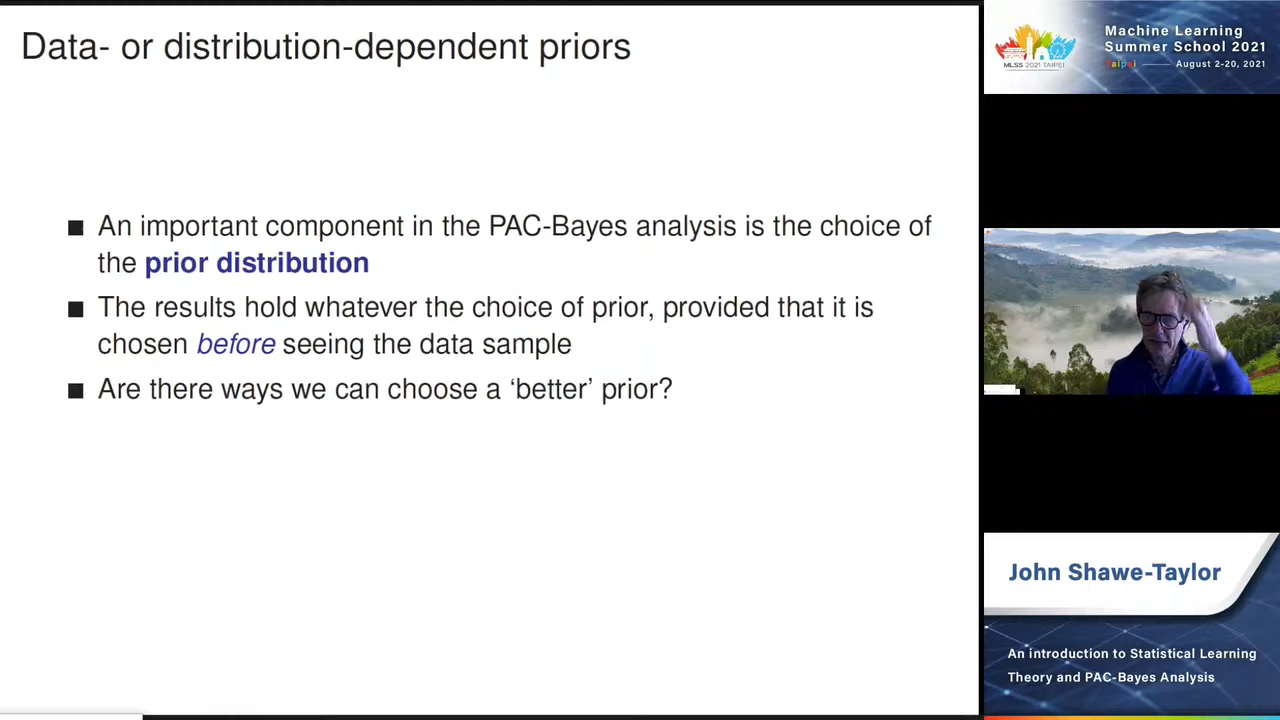 Data- or distribution-dependent priors
■ An important component in the PAC-Bayes analysis is the choice of
the prior distribution
■ The results hold whatever the choice of prior, provided that it is
chosen before seeing the data sample
■ Are there ways we can choose a ‘better’ prior?
Machine Learning
Summer School 2021
Taipei August 2-20, 2021
MLSS 2021 TAIPEI
John Shawe-Taylor
An introduction to Statistical Learning
Theory and PAC-Bayes Analysis